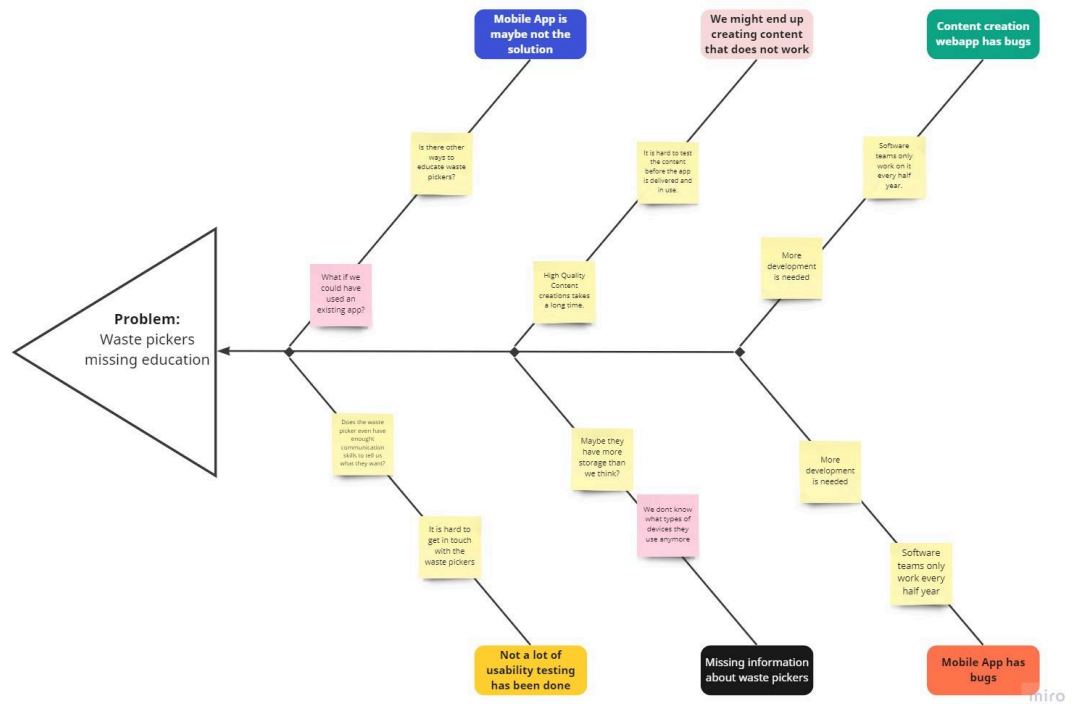 Mobile App is
maybe not the
solution
We might end up
creating content
that does not work
Content creation
webapp has bugs
Is there other
ways to
educate waste
pickers?
It is hard to test
the content
before the app
is delivered and
in use.
Software
teams only
work on it
every half
year.
What if we
could have
used an
existing app?
High Quality
Content
creations takes
a long time.
More
development
is needed
Problem:
Waste pickers
missing education
Does the waste
picker even have
enought
communication
skills to tell us
what they want?
Maybe they
have more
storage than
we think?
More
development
is needed
It is hard to
get in touch
with the
waste pickers
We dont know
what types of
devices they
use anymore
Software
teams only
work every
half year
Not a lot of
usability testing
has been done
Missing information
about waste pickers
Mobile App has
bugs
miro